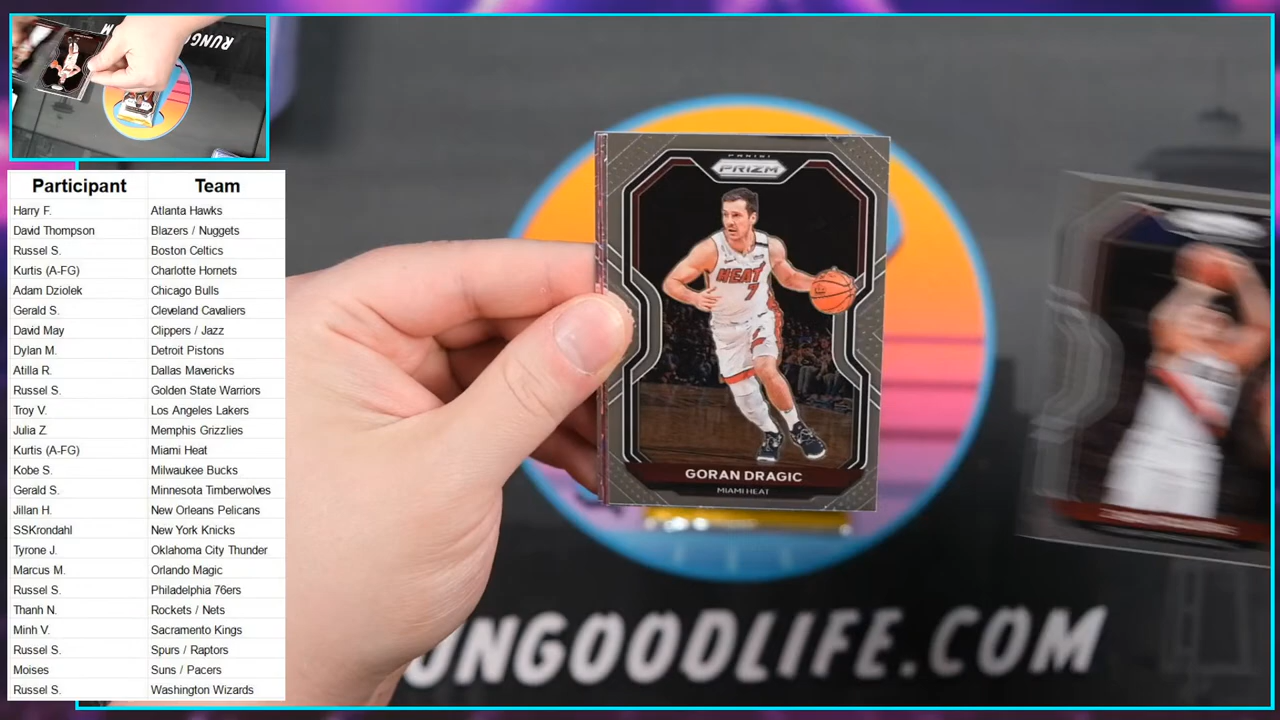 RUNGOOD
Participant Team
Harry F. Atlanta Hawks
David Thompson Blazers / Nuggets
Russel S. Boston Celtics
Kurtis (A-FG) Charlotte Hornets
Adam Dziolek Chicago Bulls
Gerald S. Cleveland Cavaliers
David May Clippers / Jazz
Dylan M. Detroit Pistons
Atilla R. Dallas Mavericks
Russel S. Golden State Warriors
Troy V. Los Angeles Lakers
Julia Z. Memphis Grizzlies
Kurtis (A-FG) Miami Heat
Kobe S. Milwaukee Bucks
Gerald S. Minnesota Timberwolves
Jillan H. New Orleans Pelicans
SSKrondahl New York Knicks
Tyrone J. Oklahoma City Thunder
Marcus M. Orlando Magic
Russel S. Philadelphia 76ers
Thanh N. Rockets / Nets
Minh V. Sacramento Kings
Russel S. Spurs / Raptors
Moises Suns / Pacers
Russel S. Washington Wizards
PANINI
PRIZM
HEAT
7
GORAN DRAGIC
MIAMI HEAT
UNGOODLIFE.COM